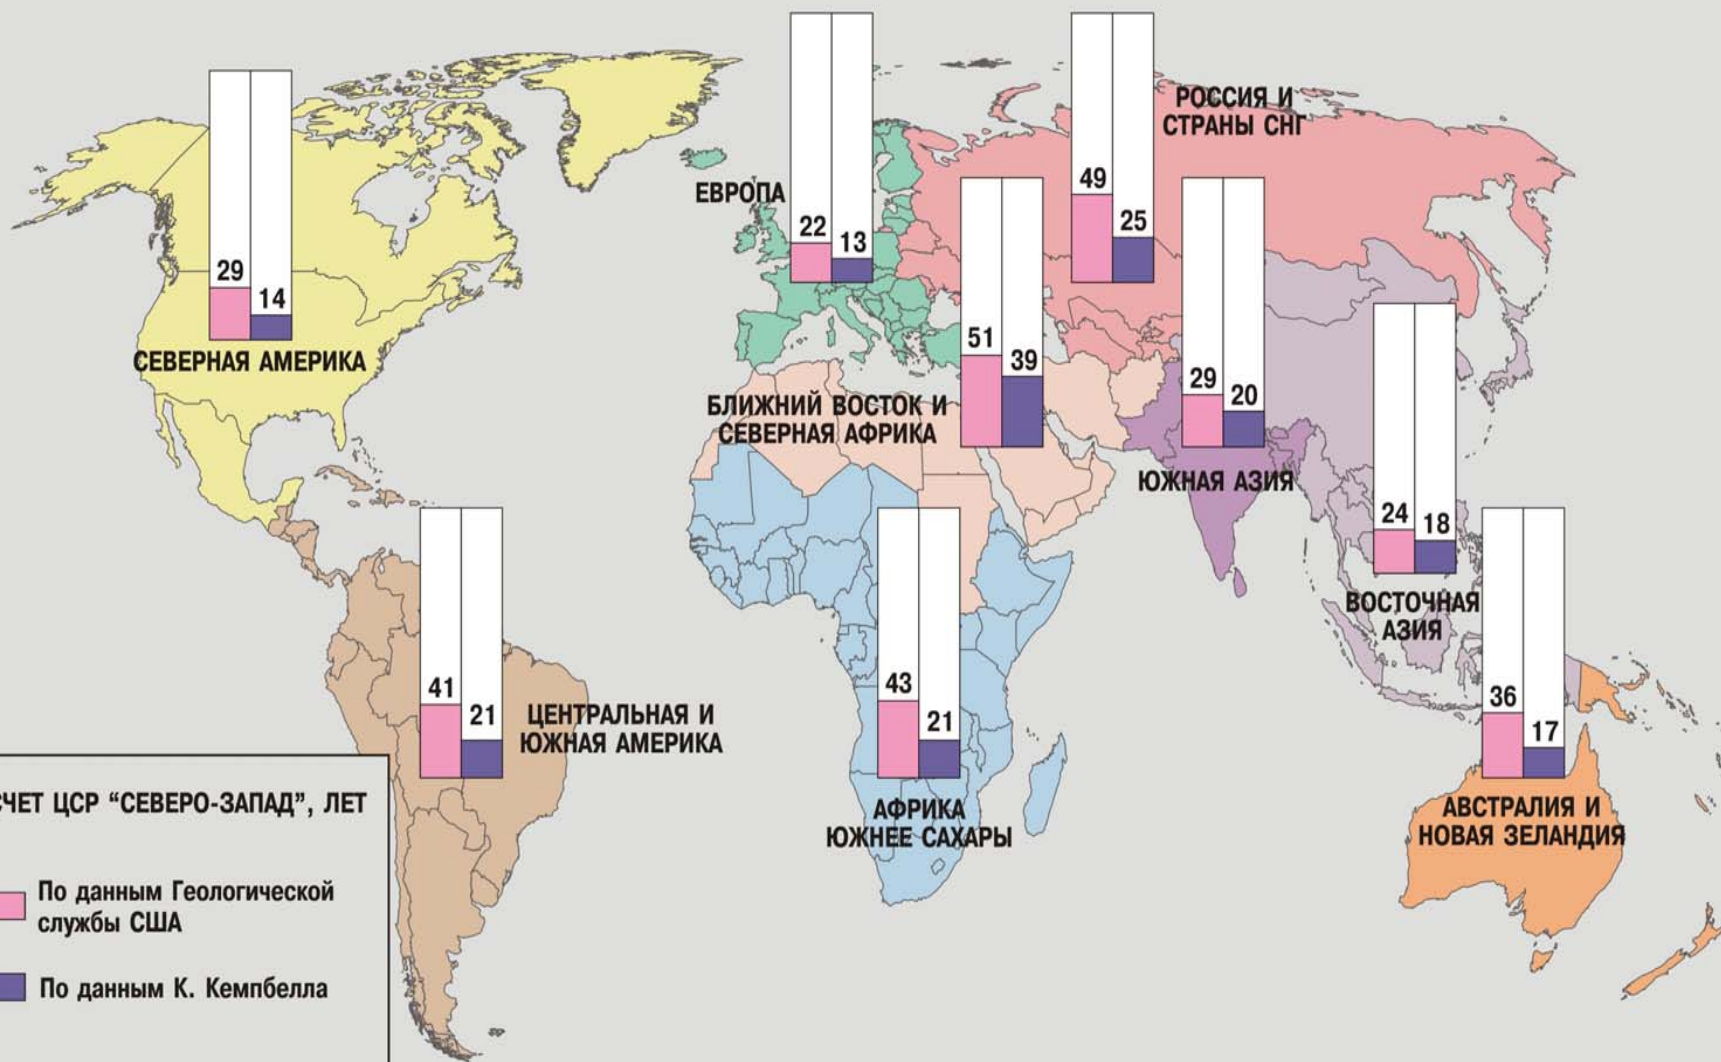 РОССИЯ И
СТРАНЫ СНГ
49
25
ЕВРОПА
22
13
29
14
СЕВЕРНАЯ АМЕРИКА
51
39
БЛИЖНИЙ ВОСТОК И
СЕВЕРНАЯ АФРИКА
29
20
ЮЖНАЯ АЗИЯ
24
18
ВОСТОЧНАЯ
АЗИЯ
41
21
ЦЕНТРАЛЬНАЯ И
ЮЖНАЯ АМЕРИКА
43
21
АФРИКА
ЮЖНЕЕ САХАРЫ
36
17
АВСТРАЛИЯ И
НОВАЯ ЗЕЛАНДИЯ
ЦСР “СЕВЕРО-ЗАПАД”, ЛЕТ
По данным Геологической
службы США
По данным К. Кемпбелла